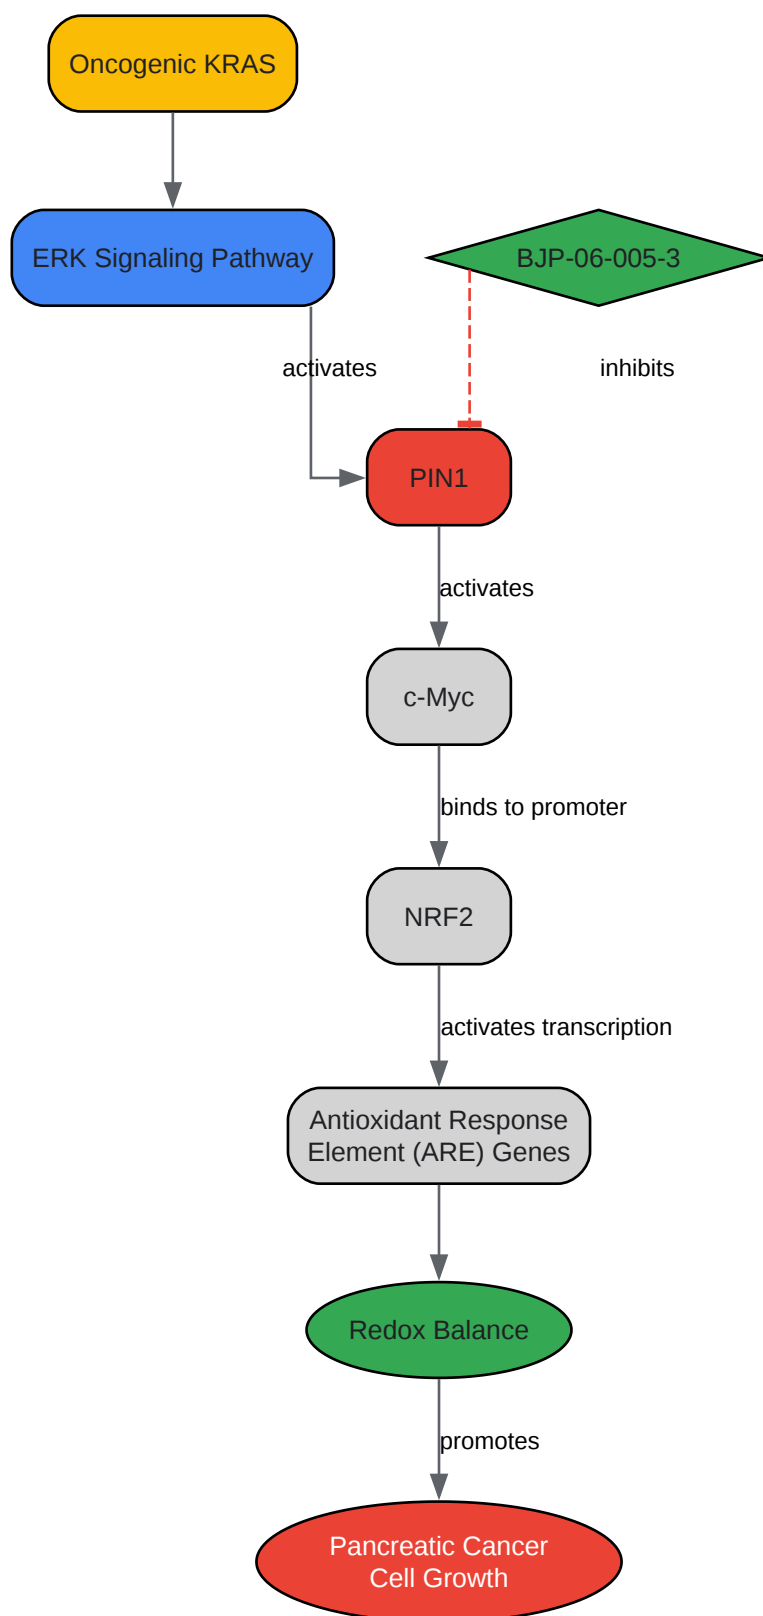 Oncogenic KRAS
ERK Signaling Pathway
BJP-06-005-3
activates
inhibits
PIN1
activates
c-Myc
binds to promoter
NRF2
activates transcription
Antioxidant Response
Element (ARE) Genes
Redox Balance
promotes
Pancreatic Cancer
Cell Growth